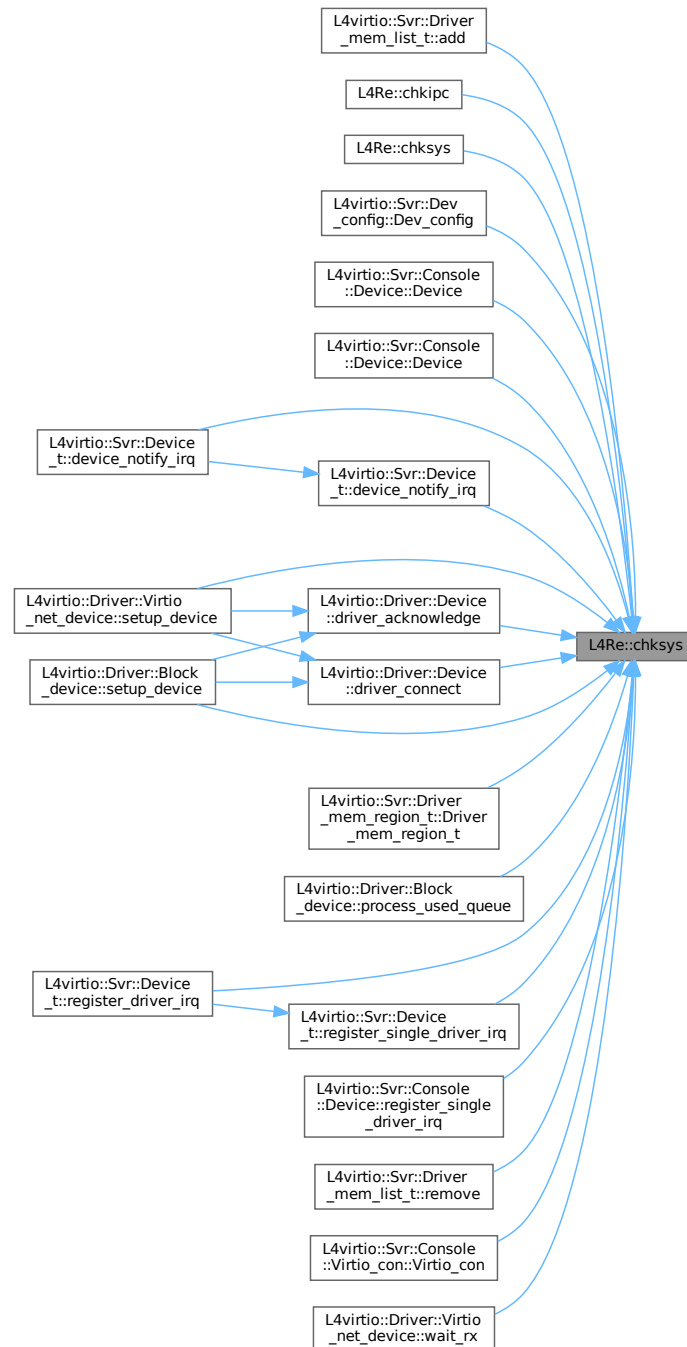 L4virtio::Svr::Driver
_mem_list_t::add
L4Re::chkipc
L4Re::chksys
L4virtio::Svr::Dev
_config::Dev_config
L4virtio::Svr::Console
::Device::Device
L4virtio::Svr::Console
::Device::Device
L4virtio::Svr::Device
_t::device_notify_irq
L4virtio::Svr::Device
_t::device_notify_irq
L4virtio::Driver::Virtio
_net_device::setup_device
L4virtio::Driver::Device
::driver_acknowledge
L4Re::chksys
L4virtio::Driver::Block
_device::setup_device
L4virtio::Driver::Device
::driver_connect
L4virtio::Svr::Driver
_mem_region_t::Driver
_mem_region_t
L4virtio::Driver::Block
_device::process_used_queue
L4virtio::Svr::Device
_t::register_driver_irq
L4virtio::Svr::Device
_t::register_single_driver_irq
L4virtio::Svr::Console
::Device::register_single
_driver_irq
L4virtio::Svr::Driver
_mem_list_t::remove
L4virtio::Svr::Console
::Virtio_con::Virtio_con
L4virtio::Driver::Virtio
_net_device::wait_rx